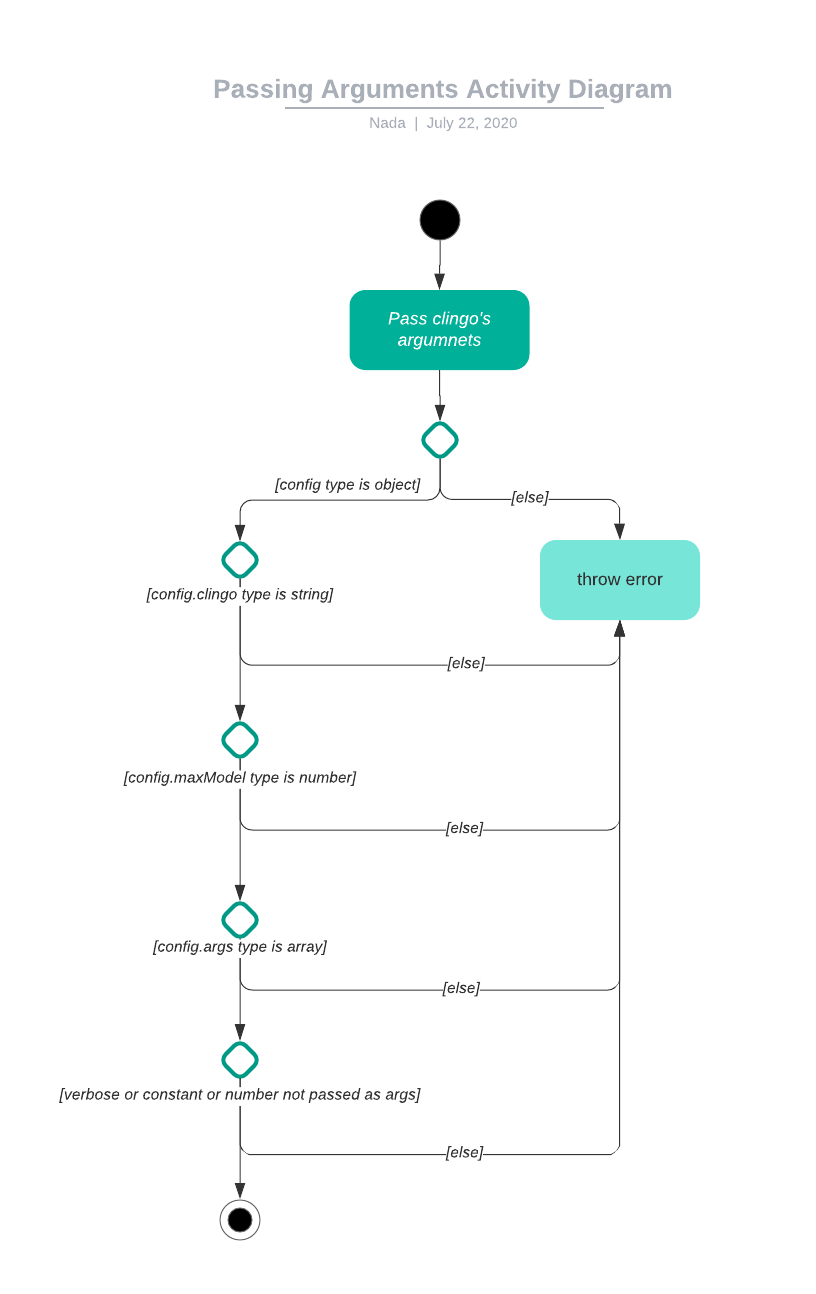 Passing Arguments Activity Diagram
Nada | July 22, 2020
Pass clingo's
argumnets
[config type is object]
[else]
throw error
[config.clingo type is string]
[else]
[config.maxModel type is number]
[else]
[config.args type is array]
[else]
[verbose or constant or number not passed as args]
[else]